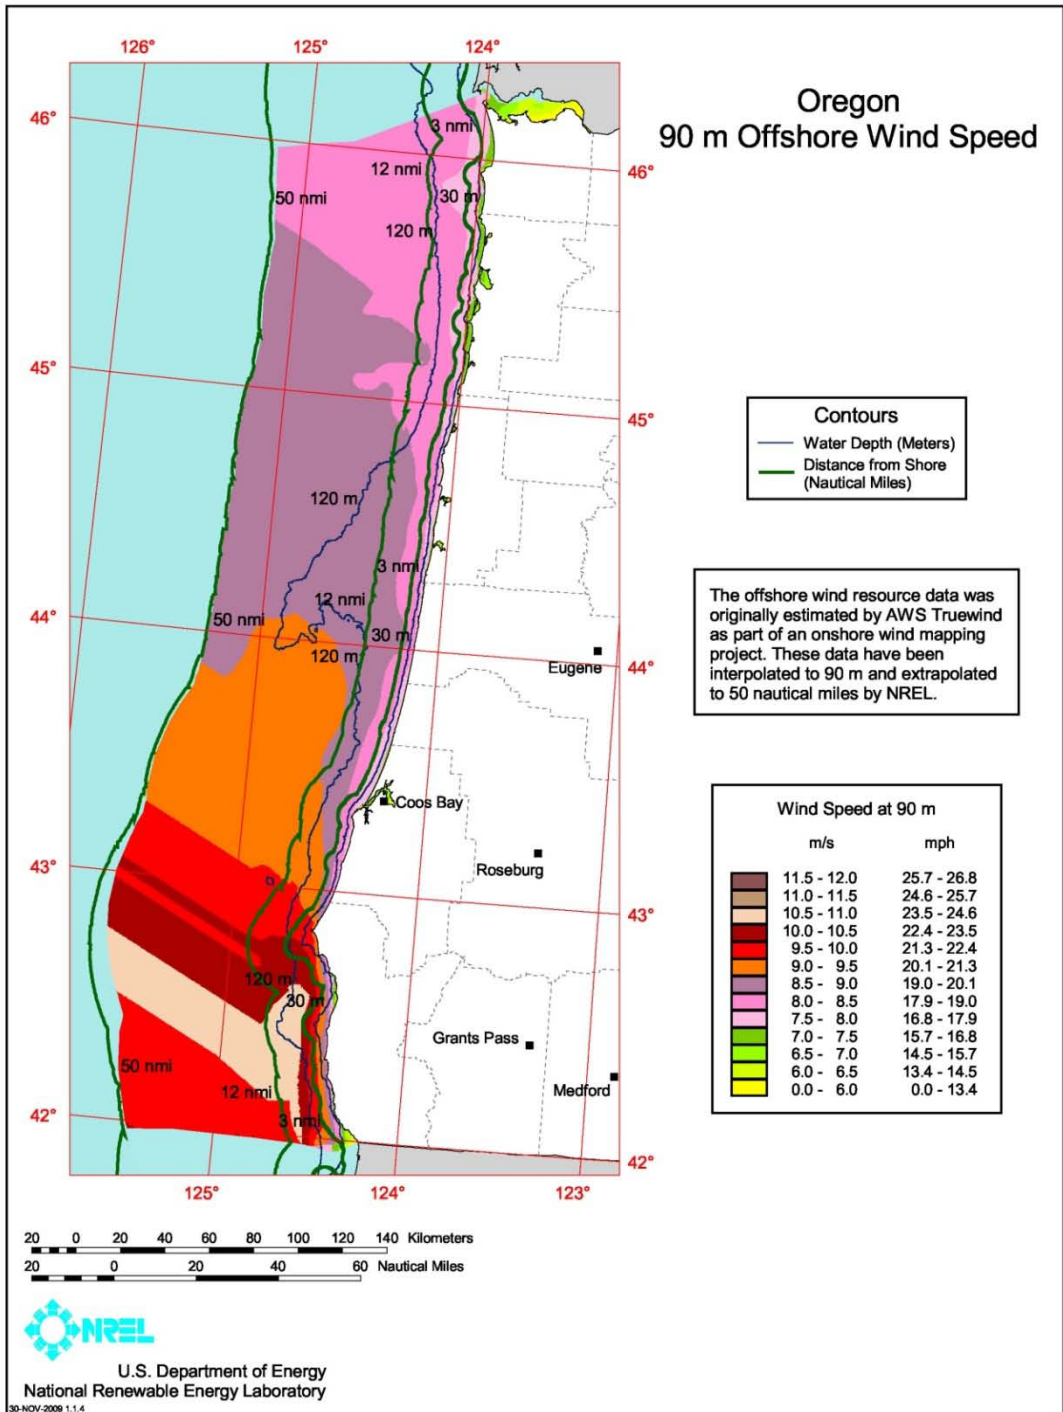 Oregon
90 m Offshore Wind Speed
126°
125°
124°
46°
46°
45°
45°
44°
44°
43°
43°
42°
42°
125°
124°
123°
3 nmi
12 nmi
50 nmi
30 m
120 m
120 m
3 nmi
12 nmi
50 nmi
30 m
120 m
Eugene
Coos Bay
Roseburg
120 m
30 m
Grants Pass
50 nmi
12 nmi
Medford
3 nmi
Contours
Water Depth (Meters)
Distance from Shore
(Nautical Miles)
The offshore wind resource data was
originally estimated by AWS Truewind
as part of an onshore wind mapping
project. These data have been
interpolated to 90 m and extrapolated
to 50 nautical miles by NREL.
Wind Speed at 90 m
m/s mph
11.5 - 12.0 25.7 - 26.8
11.0 - 11.5 24.6 - 25.7
10.5 - 11.0 23.5 - 24.6
10.0 - 10.5 22.4 - 23.5
9.5 - 10.0 21.3 - 22.4
9.0 - 9.5 20.1 - 21.3
8.5 - 9.0 19.0 - 20.1
8.0 - 8.5 17.9 - 19.0
7.5 - 8.0 16.8 - 17.9
7.0 - 7.5 15.7 - 16.8
6.5 - 7.0 14.5 - 15.7
6.0 - 6.5 13.4 - 14.5
0.0 - 6.0 0.0 - 13.4
20 0 20 40 60 80 100 120 140 Kilometers
20 0 20 40 60 Nautical Miles
NREL
U.S. Department of Energy
National Renewable Energy Laboratory
30-NOV-2009 1.1.4